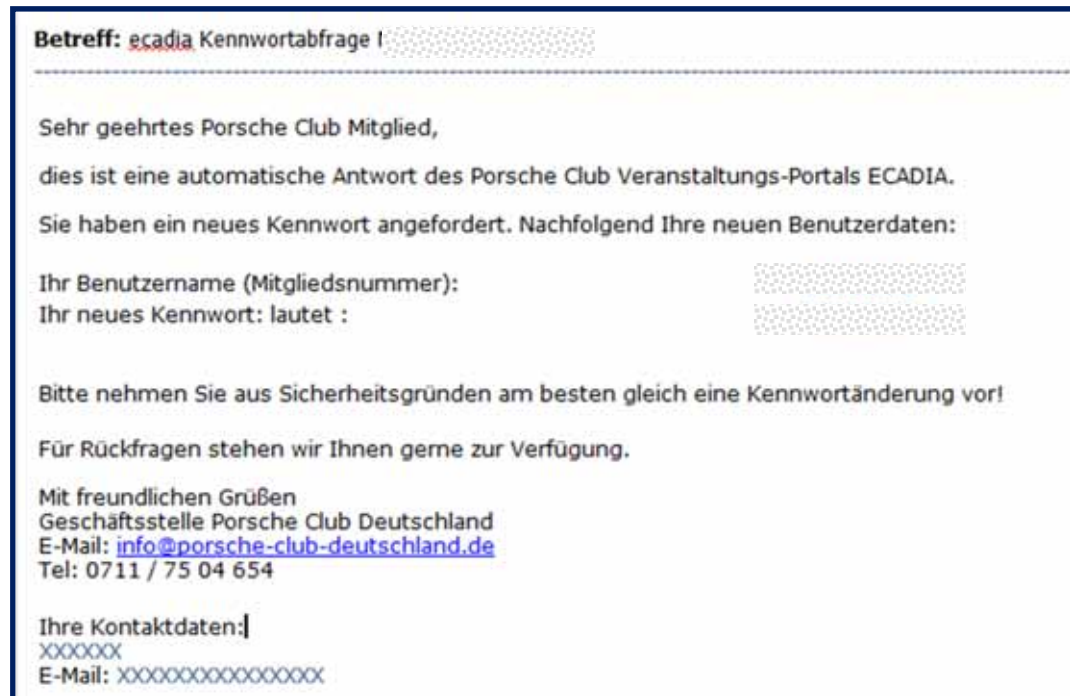 Betreff: ecadia Kennwortabfrage
Sehr geehrtes Porsche Club Mitglied,
dies ist eine automatische Antwort des Porsche Club Veranstaltungs-Portals ECADIA.
Sie haben ein neues Kennwort angefordert. Nachfolgend Ihre neuen Benutzerdaten:
Ihr Benutzername (Mitgliedsnummer):
Ihr neues Kennwort: lautet :
Bitte nehmen Sie aus Sicherheitsgründen am besten gleich eine Kennwortänderung vor!
Für Rückfragen stehen wir Ihnen gerne zur Verfügung.
Mit freundlichen Grüßen
Geschäftsstelle Porsche Club Deutschland
E-Mail: info@porsche-club-deutschland.de
Tel: 0711 / 75 04 654
Ihre Kontaktdaten:
XXXXXX
E-Mail: XXXXXXXXXXXXXXX